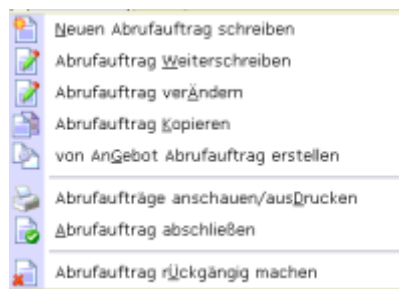 Neuen Abrufauftrag schreiben
Abrufauftrag Weiterschreiben
Abrufauftrag verÄndern
Abrufauftrag Kopieren
von AnGebot Abrufauftrag erstellen
Abrufaufträge anschauen/ausDrucken
Abrufauftrag abschließen
Abrufauftrag rÜckgängig machen